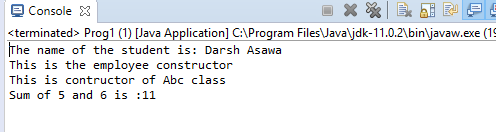 Console
<terminated> Prog1 (1) [Java Application] C:\Program Files\Java\jdk-11.0.2\bin\javaw.exe (19
The name of the student is: Darsh Asawa
This is the employee constructor
This is contructor of Abc class
Sum of 5 and 6 is :11